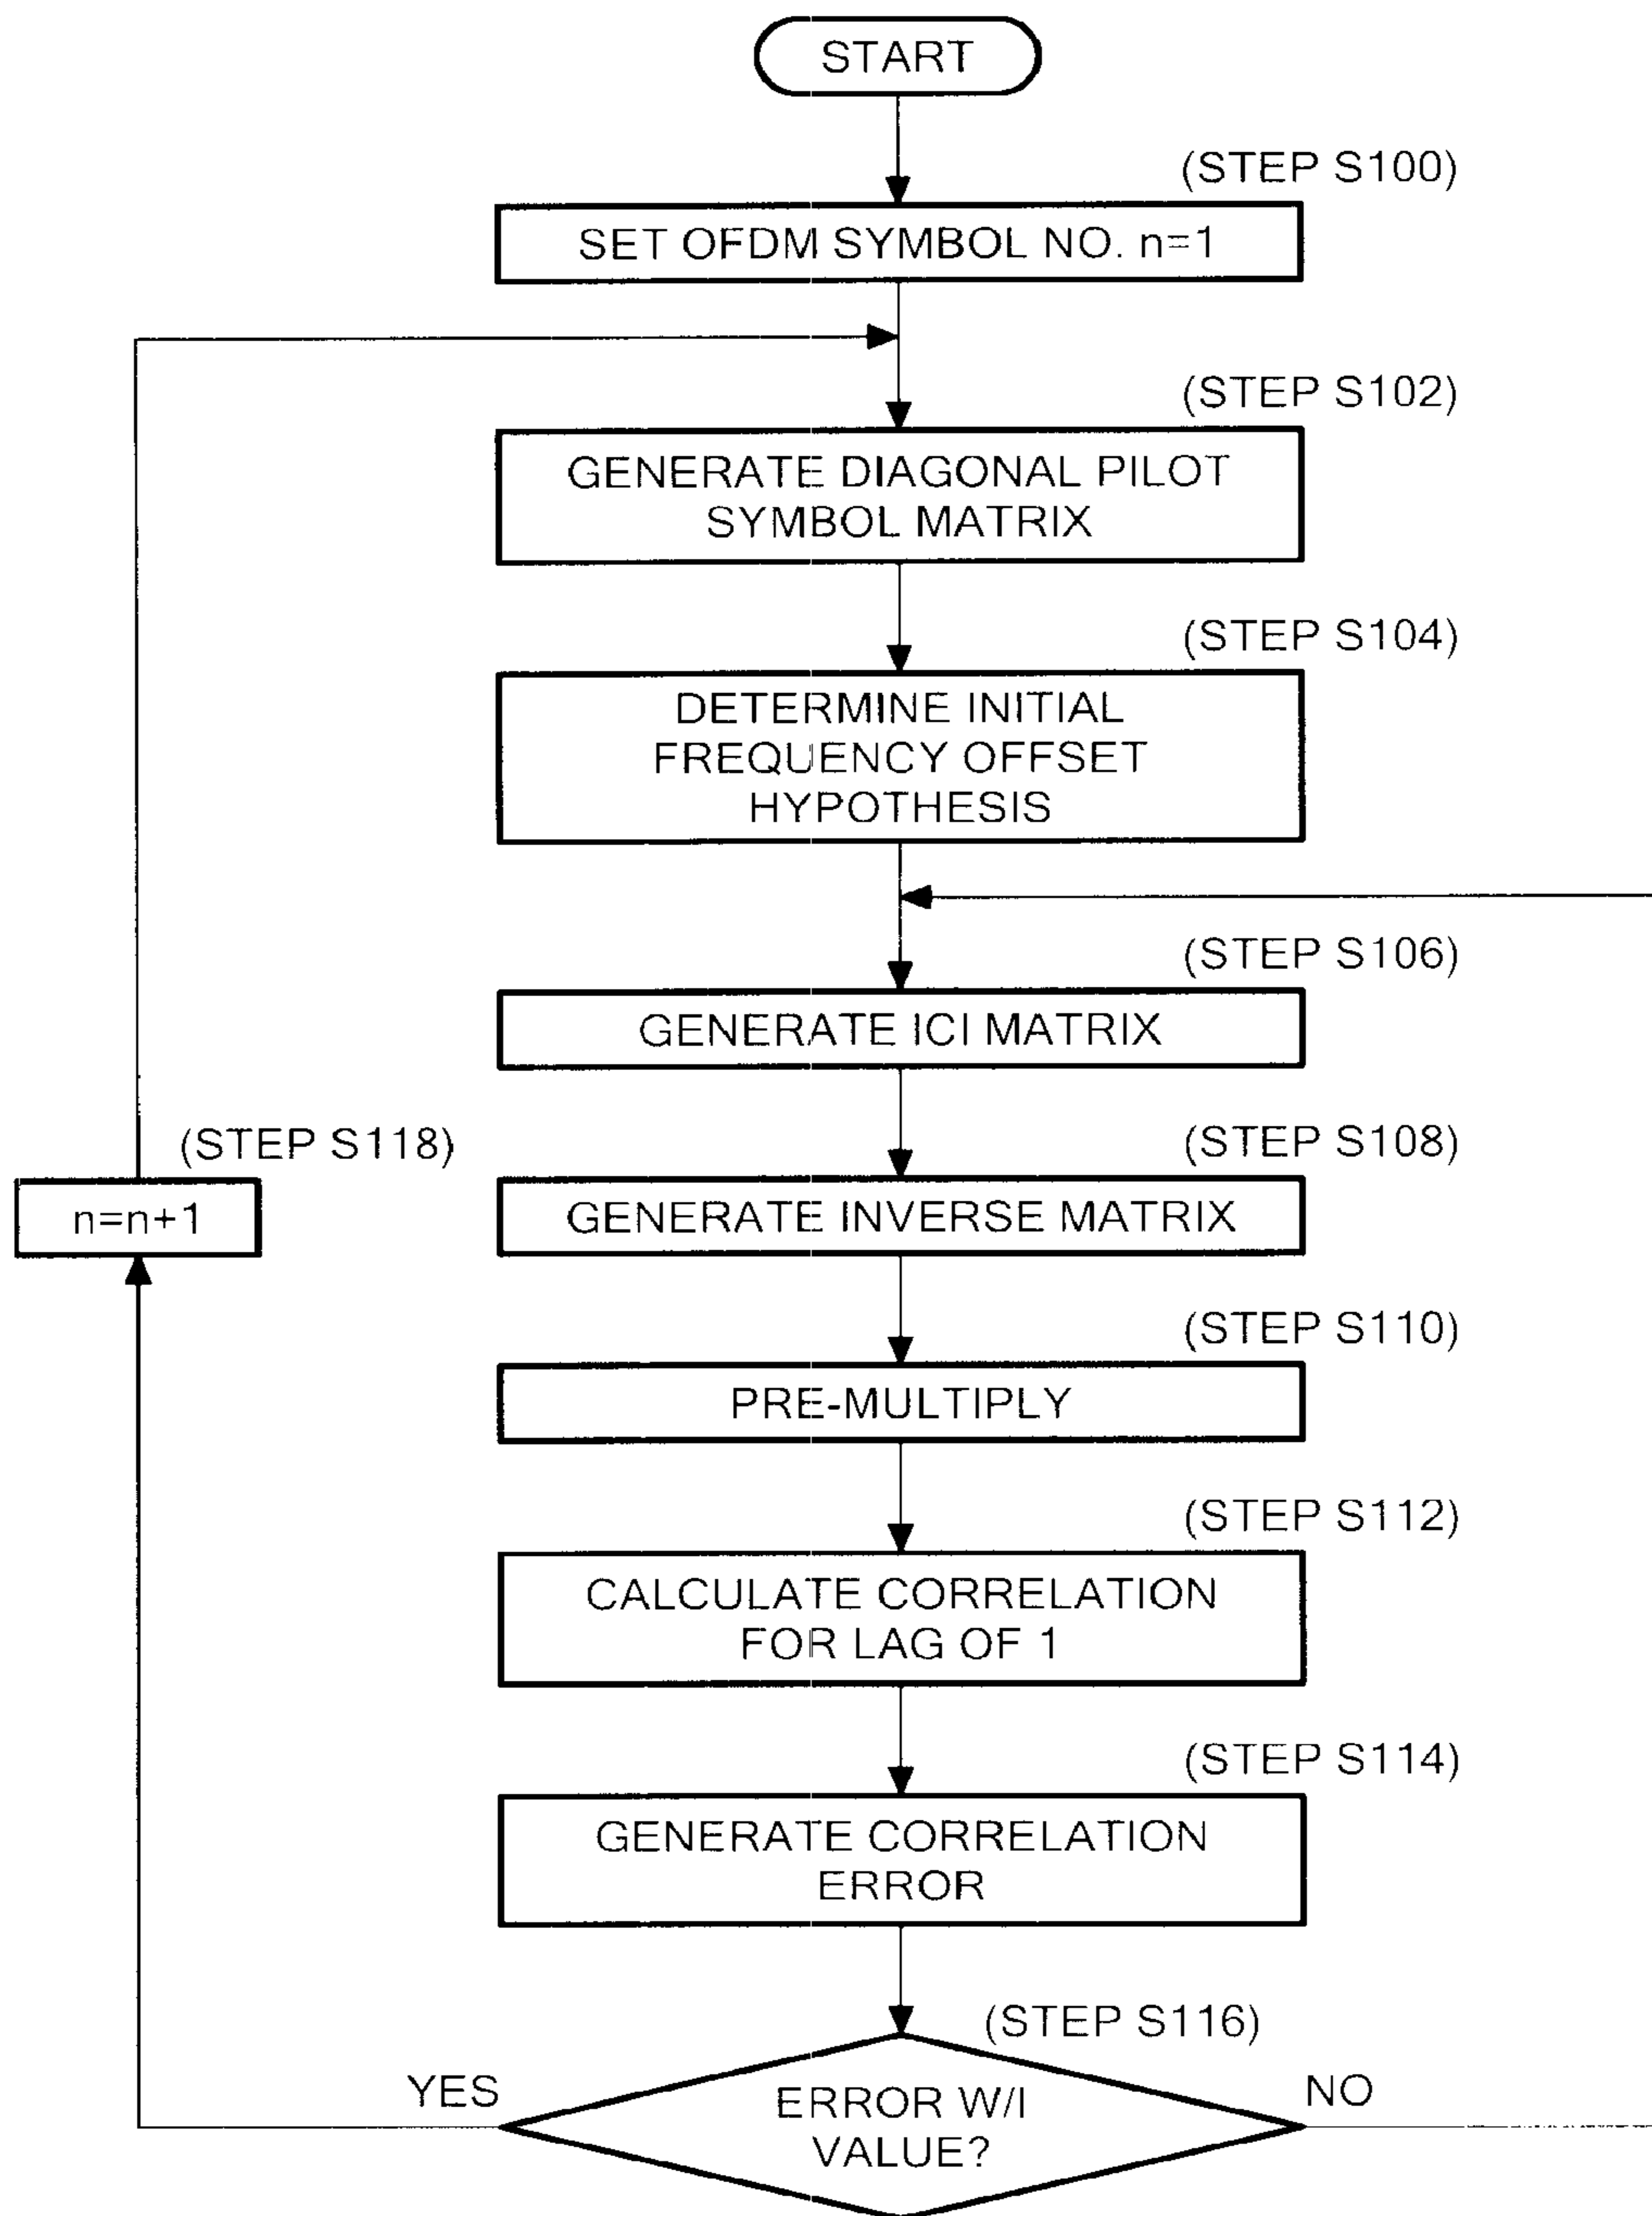 START
(STEP S100)
SET OFDM SYMBOL NO. n=1
(STEP S102)
GENERATE DIAGONAL PILOT
SYMBOL MATRIX
(STEP S104)
DETERMINE INITIAL
FREQUENCY OFFSET
HYPOTHESIS
(STEP S106)
GENERATE ICI MATRIX
(STEP S118)
n=n+1
(STEP S108)
GENERATE INVERSE MATRIX
(STEP S110)
PRE-MULTIPLY
(STEP S112)
CALCULATE CORRELATION
FOR LAG OF 1
(STEP S114)
GENERATE CORRELATION
ERROR
(STEP S116)
YES
ERROR W/I
VALUE?
NO